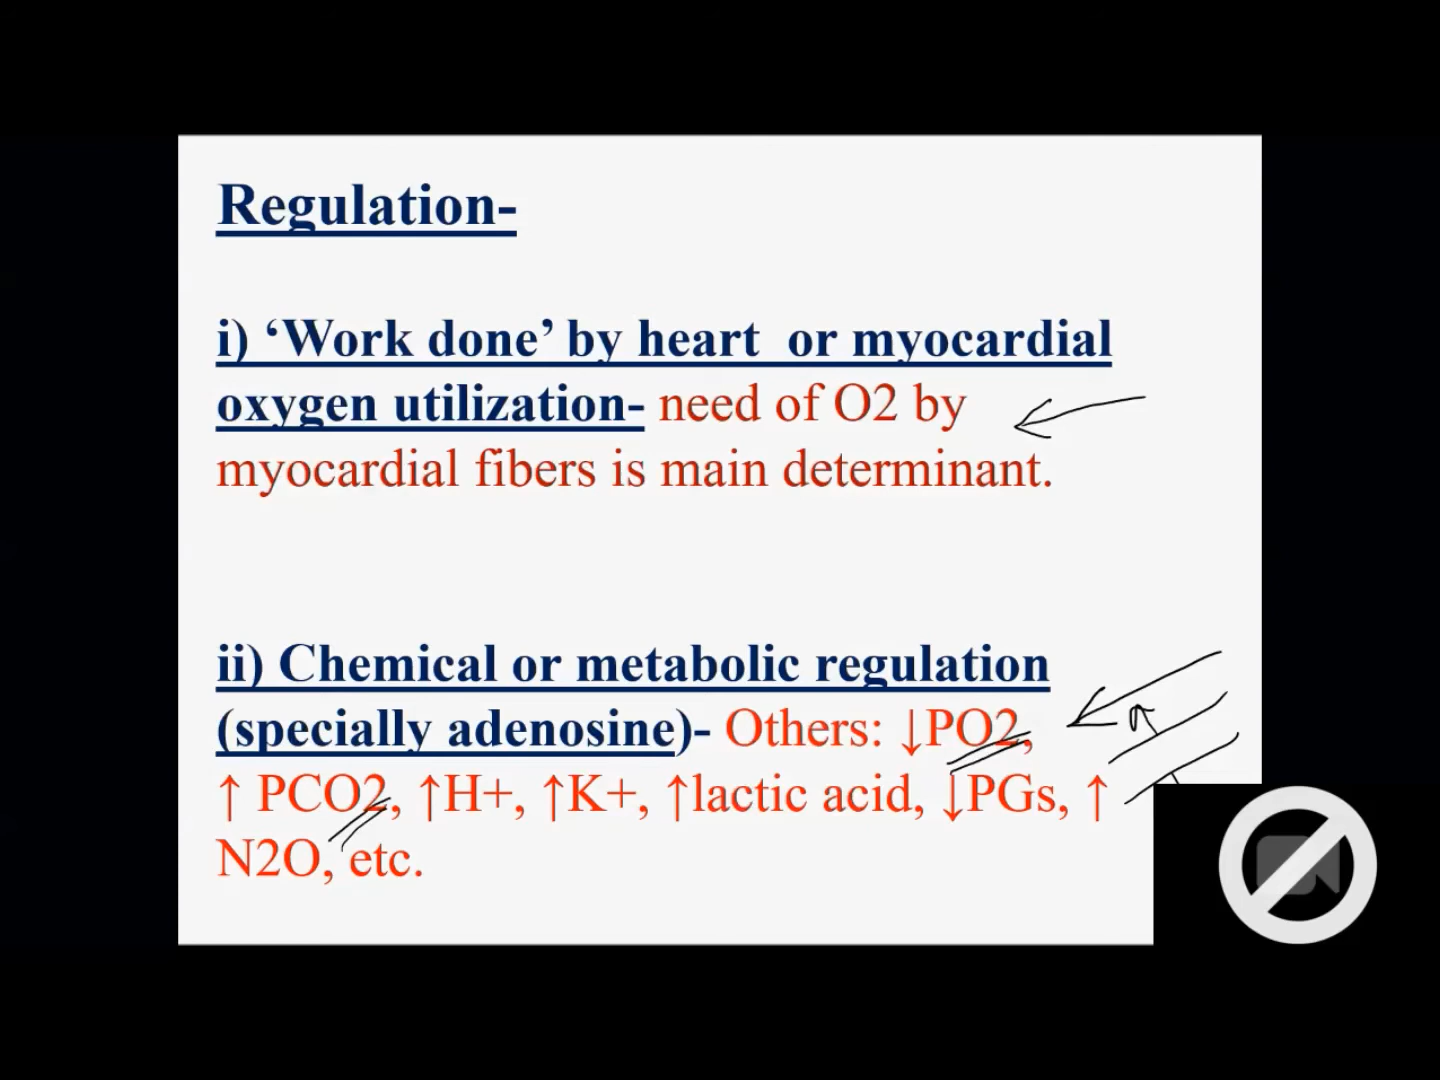 Regulation-
i) ‘Work done’ by heart  or myocardial
oxygen utilization- need of O2 by
myocardial fibers is main determinant.
ii) Chemical or metabolic regulation
(specially adenosine)- Others: ↓PO2,
↑ PCO2, ↑H+, ↑K+, ↑lactic acid, ↓PGs, ↑
N2O, etc.